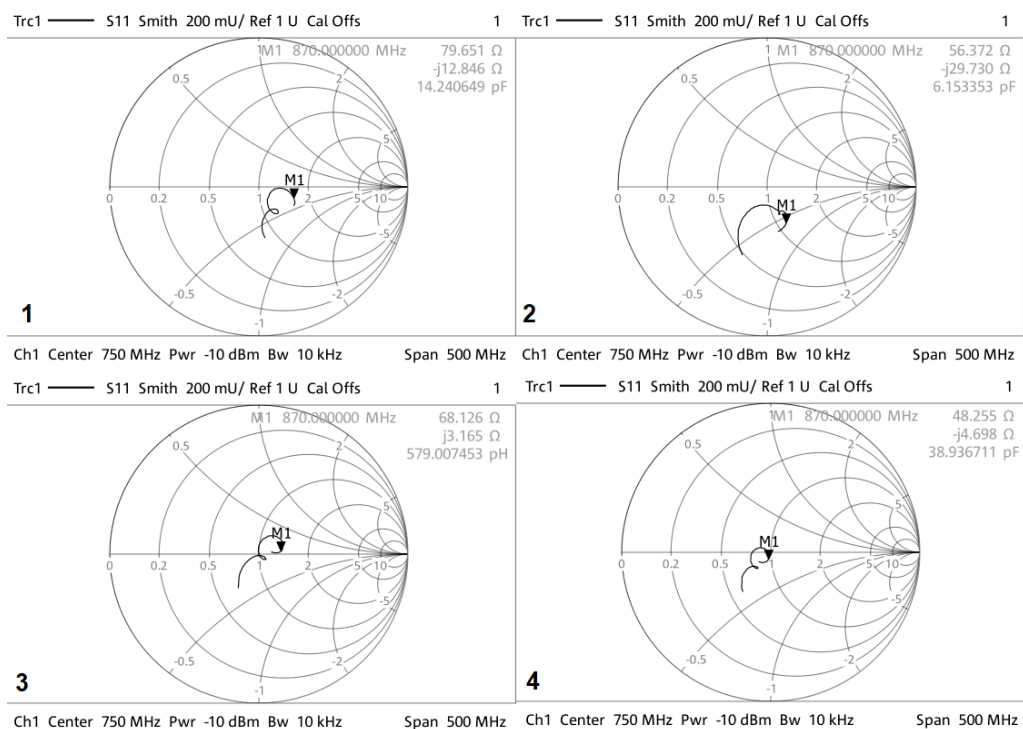 Trc1 S11 Smith 200 mU/ Ref 1 U Cal Offs 1
M1 870.000000 MHz 79.651 Ω
-j12.846 Ω
14.240649 pF
0 0.2 0.5 1 2 5 10
0.5 1 2 5
-0.5 -1 -2 -5
M1
1
Ch1 Center 750 MHz Pwr -10 dBm Bw 10 kHz Span 500 MHz
Trc1 S11 Smith 200 mU/ Ref 1 U Cal Offs 1
M1 870.000000 MHz 56.372 Ω
-j29.730 Ω
6.153353 pF
0 0.2 0.5 1 2 5 10
0.5 1 2 5
-0.5 -1 -2 -5
M1
2
Ch1 Center 750 MHz Pwr -10 dBm Bw 10 kHz Span 500 MHz
Trc1 S11 Smith 200 mU/ Ref 1 U Cal Offs 1
M1 870.000000 MHz 68.126 Ω
j3.165 Ω
579.007453 pH
0 0.2 0.5 1 2 5 10
0.5 2 5
-0.5 -1 -2 -5
M1
3
Ch1 Center 750 MHz Pwr -10 dBm Bw 10 kHz Span 500 MHz
Trc1 S11 Smith 200 mU/ Ref 1 U Cal Offs 1
M1 870.000000 MHz 48.255 Ω
-j4.698 Ω
38.936711 pF
0 0.2 0.5 1 2 5 10
0.5 2 5
-0.5 -1 -2 -5
M1
4
Ch1 Center 750 MHz Pwr -10 dBm Bw 10 kHz Span 500 MHz